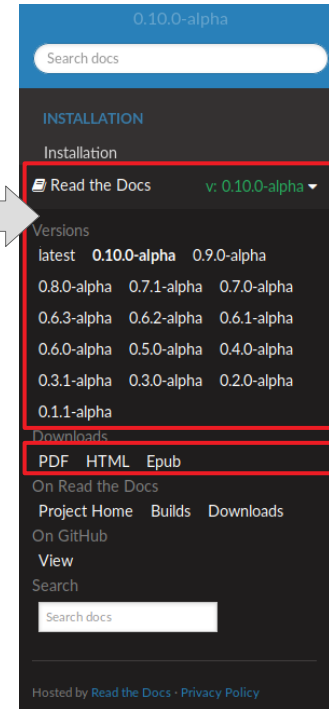 0.10.0-alpha
Search docs
INSTALLATION
Installation
Read the Docs v: 0.10.0-alpha
Versions
latest 0.10.0-alpha 0.9.0-alpha
0.8.0-alpha 0.7.1-alpha 0.7.0-alpha
0.6.3-alpha 0.6.2-alpha 0.6.1-alpha
0.6.0-alpha 0.5.0-alpha 0.4.0-alpha
0.3.1-alpha 0.3.0-alpha 0.2.0-alpha
0.1.1-alpha
Downloads
PDF HTML Epub
On Read the Docs
Project Home Builds Downloads
On GitHub
View
Search
Search docs
Hosted by Read the Docs · Privacy Policy